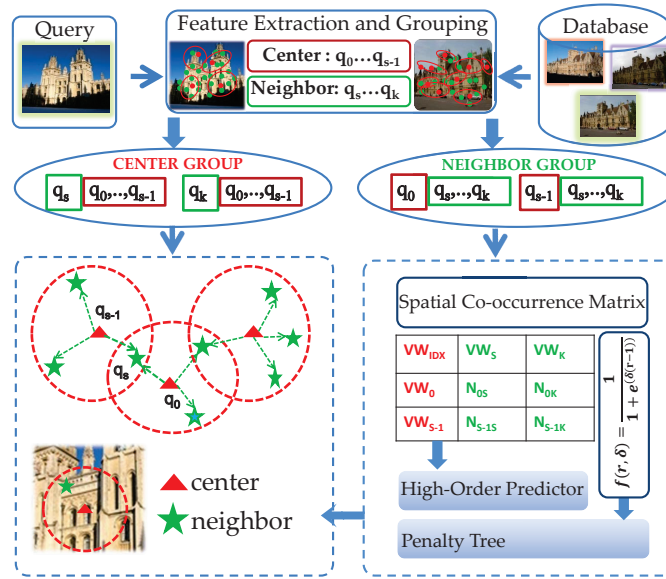 Query
Feature Extraction and Grouping
Database
Center : q0...qs-1
Neighbor: qs...qk
CENTER GROUP
qs q0,..,qs-1 qk q0,..,qs-1
NEIGHBOR GROUP
q0 qs,..,qk qs-1 qs,..,qk
qs-1
qs
q0
center
neighbor
Spatial Co-occurrence Matrix
VWIDX VWS VWK
VW0 N0S N0K
VWS-1 NS-1S NS-1K
f(r, δ) = 1 / 1 + e^(δ(r−1))
High-Order Predictor
Penalty Tree